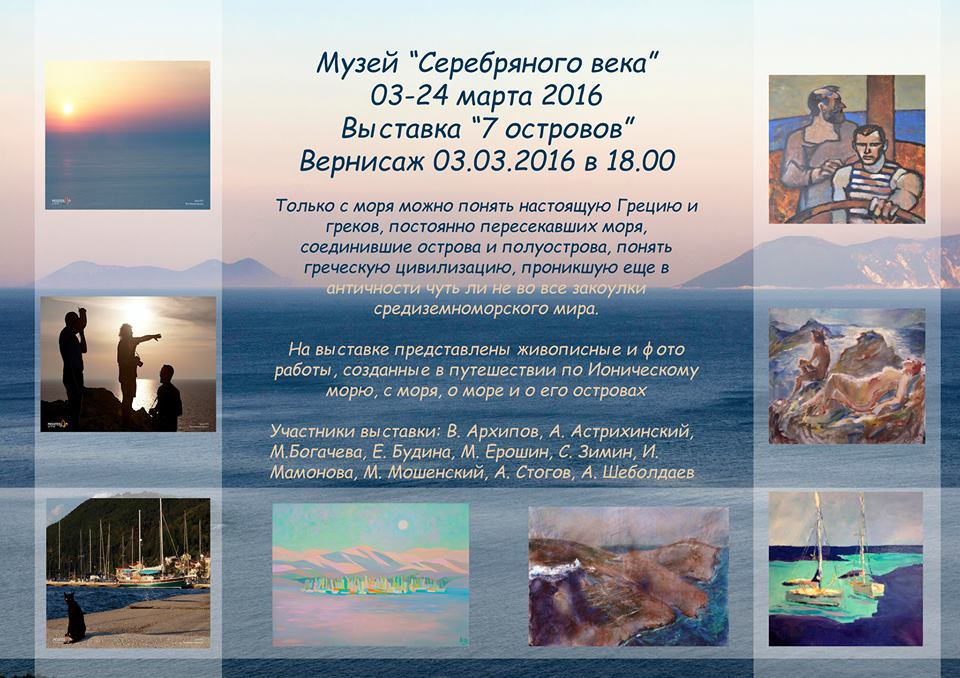 Музей “Серебряного века”
03-24 марта 2016
Выставка “7 островов”
Вернисаж 03.03.2016 в 18.00
Только с моря можно понять настоящую Грецию и
греков, постоянно пересекавших моря,
соединившие острова и полуострова, понять
греческую цивилизацию, проникшую еще в
античности чуть ли не во все закоулки
средиземноморского мира.
На выставке представлены живописные и фото
работы, созданные в путешествии по Ионическому
морю, с моря, о море и о его островах
Участники выставки: В. Архипов, А. Астрихинский,
М.Богачева, Е. Будина, М. Ерошин, С. Зимин, И.
Мамонова, М. Мошенский, А. Стогов, А. Шеболдаев